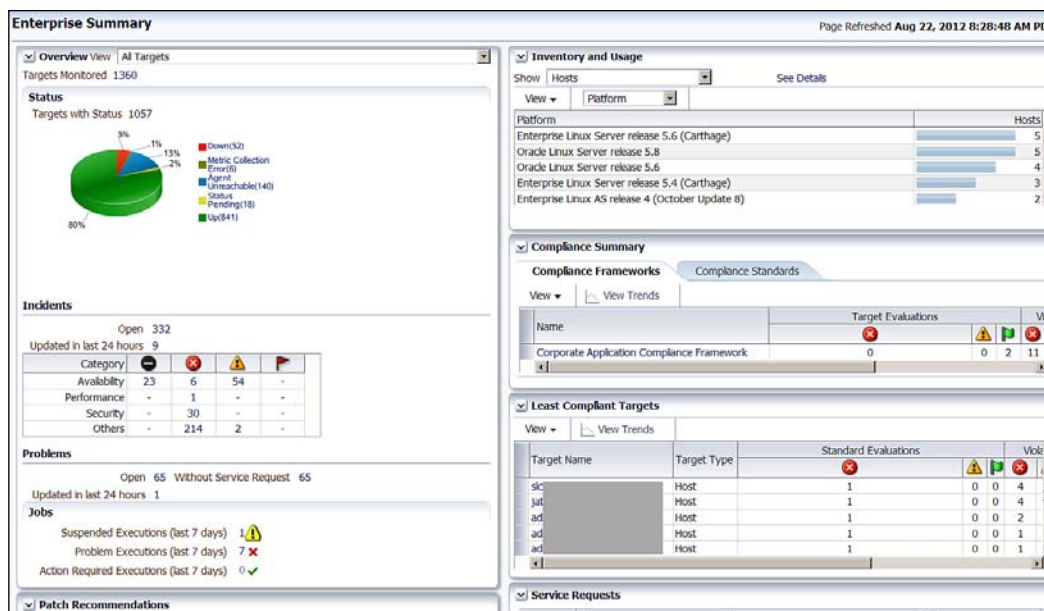 Enterprise Summary
Page Refreshed Aug 22, 2012 8:28:48 AM PD
Overview View All Targets
Targets Monitored 1360
Status
Targets with Status 1057
5%
1%
13%
2%
80%
Down(52)
Metric Collection
Error(6)
Agent
Unreachable(140)
Status
Pending(18)
Up(841)
Incidents
Open 332
Updated in last 24 hours 9
Category
Availability 23 6 54 -
Performance - 1 - -
Security - 30 - -
Others - 214 2 -
Problems
Open 65 Without Service Request 65
Updated in last 24 hours 1
Jobs
Suspended Executions (last 7 days) 1
Problem Executions (last 7 days) 7
Action Required Executions (last 7 days) 0
Patch Recommendations
Inventory and Usage
Show Hosts See Details
View Platform
Platform Hosts
Enterprise Linux Server release 5.6 (Carthage) 5
Oracle Linux Server release 5.8 5
Oracle Linux Server release 5.6 4
Enterprise Linux Server release 5.4 (Carthage) 3
Enterprise Linux AS release 4 (October Update 8) 2
Compliance Summary
Compliance Frameworks Compliance Standards
View View Trends
Name Target Evaluations Vi
Corporate Application Compliance Framework 0 0 2 11
Least Compliant Targets
View View Trends
Target Name Target Type Standard Evaluations Viola
slc Host 1 0 0 4
jat Host 1 0 0 4
ad Host 1 0 0 2
ad Host 1 0 0 1
ad Host 1 0 0 1
Service Requests